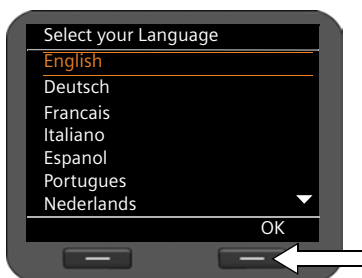 Select your Language
English
Deutsch
Francais
Italiano
Espanol
Portugues
Nederlands
OK